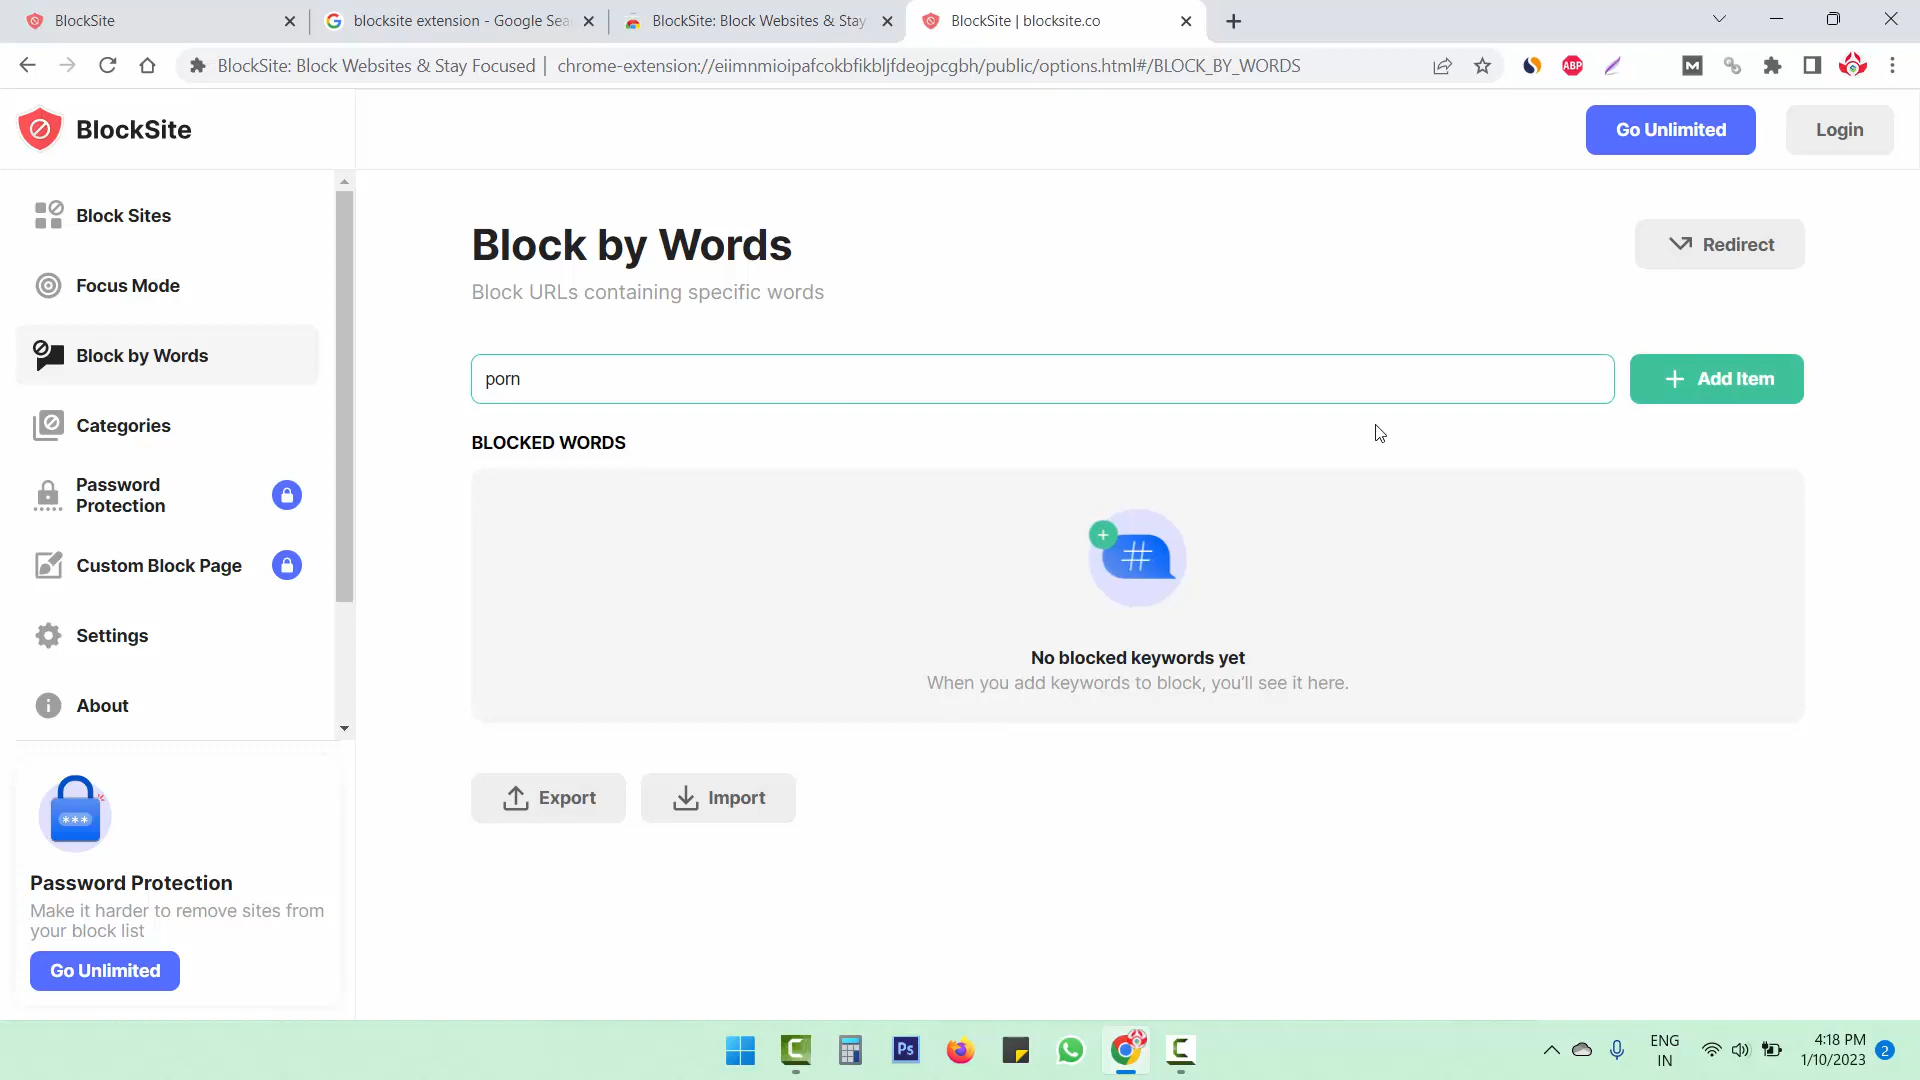 BlockSite
blocksite extension - Google Sea
BlockSite: Block Websites & Stay
BlockSite | blocksite.co
BlockSite: Block Websites & Stay Focused | chrome-extension://eiimnmioipafcokbfikbljfdeojpcgbh/public/options.html#/BLOCK_BY_WORDS
ABP
M
BlockSite
Go Unlimited
Login
Block Sites
Focus Mode
Block by Words
Categories
Password
Protection
Custom Block Page
Settings
About
Password Protection
Make it harder to remove sites from
your block list
Go Unlimited
Block by Words
Block URLs containing specific words
Redirect
porn
+ Add Item
BLOCKED WORDS
#
No blocked keywords yet
When you add keywords to block, you'll see it here.
Export
Import
Ps
ENG
IN
4:18 PM
1/10/2023
2